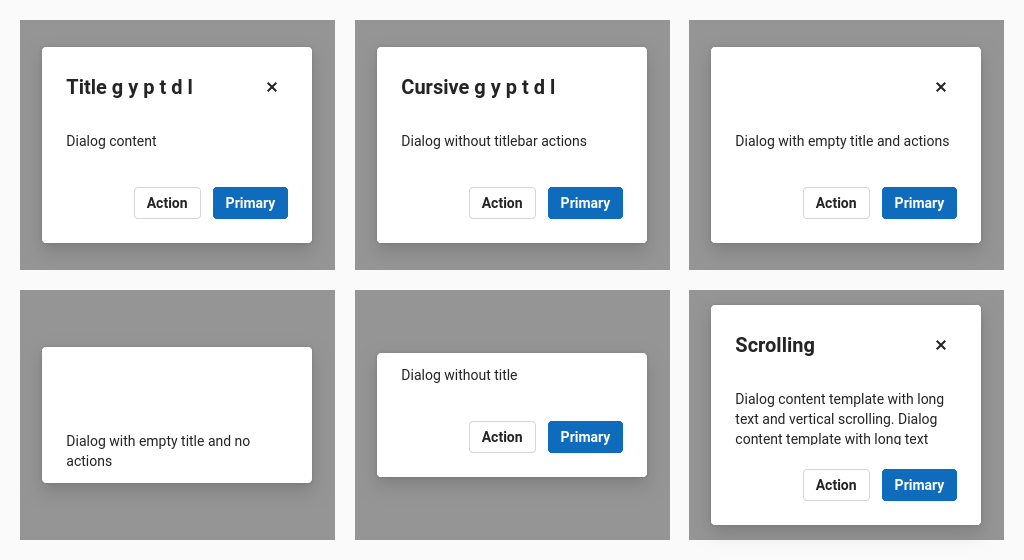 Title g y p t d l
Dialog content
Action Primary
Cursive g y p t d l
Dialog without titlebar actions
Action Primary
Dialog with empty title and actions
Action Primary
Dialog with empty title and no
actions
Dialog without title
Action Primary
Scrolling
Dialog content template with long
text and vertical scrolling. Dialog
content template with long text
Action Primary